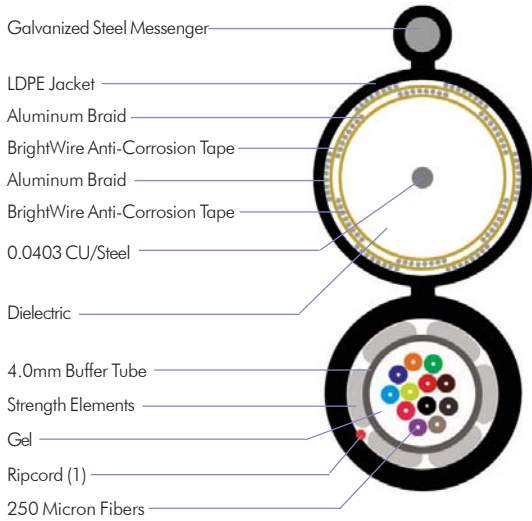 Galvanized Steel Messenger
LDPE Jacket
Aluminum Braid
BrightWire Anti-Corrosion Tape
Aluminum Braid
BrightWire Anti-Corrosion Tape
0.0403 CU/Steel
Dielectric
4.0mm Buffer Tube
Strength Elements
Gel
Ripcord (1)
250 Micron Fibers